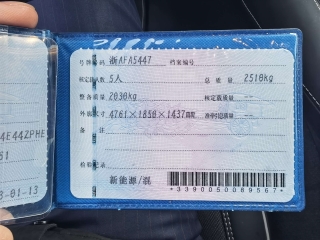 号牌号码 浙AFA5447 档案编号
核定载人数 5人 总质量 2510kg
整备质量 2030kg 核定载质量 --
外廓尺寸 4761×1850×1437mm 准牵引总质量 --
备注
检验记录
新能源/混
*3390050089567*
4E44ZPHE
61
3-01-13